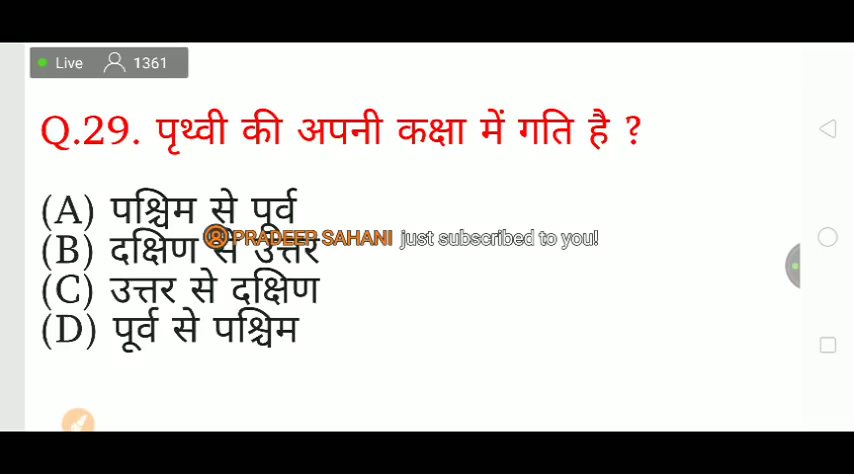 Live 1361
Q.29. पृथ्वी की अपनी कक्षा में गति है ?
(A) पश्चिम से पूर्व
PRADEEP SAHANI just subscribed to you!
(B) दक्षिण से उत्तर
(C) उत्तर से दक्षिण
(D) पूर्व से पश्चिम